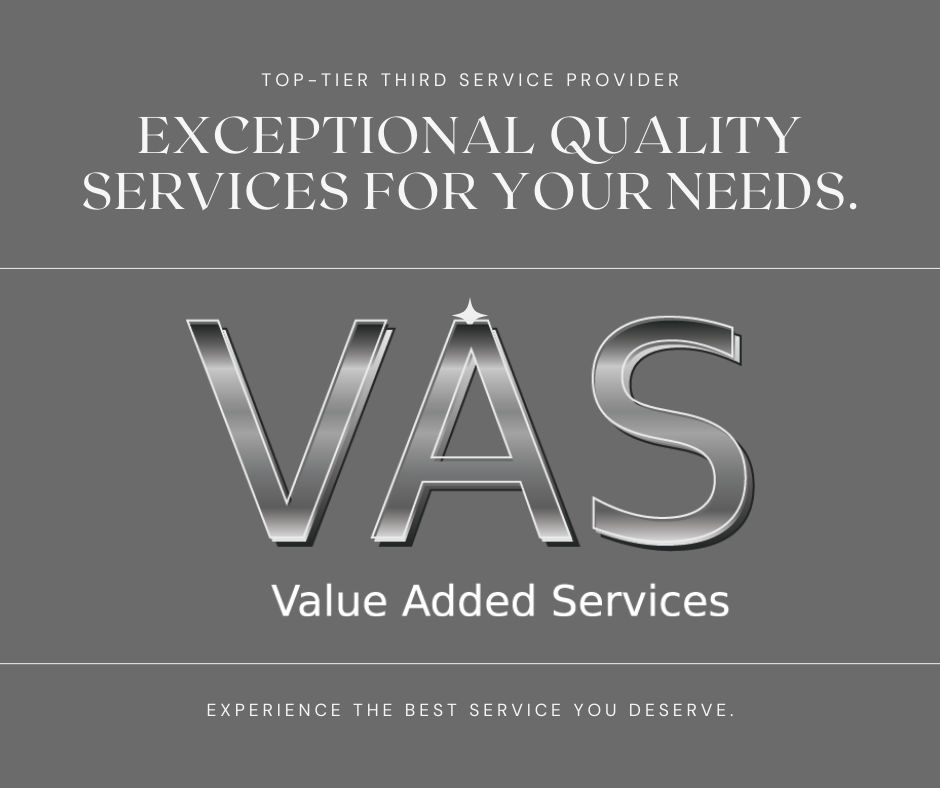 TOP-TIER THIRD SERVICE PROVIDER
EXCEPTIONAL QUALITY
SERVICES FOR YOUR NEEDS.
VAS
Value Added Services
EXPERIENCE THE BEST SERVICE YOU DESERVE.